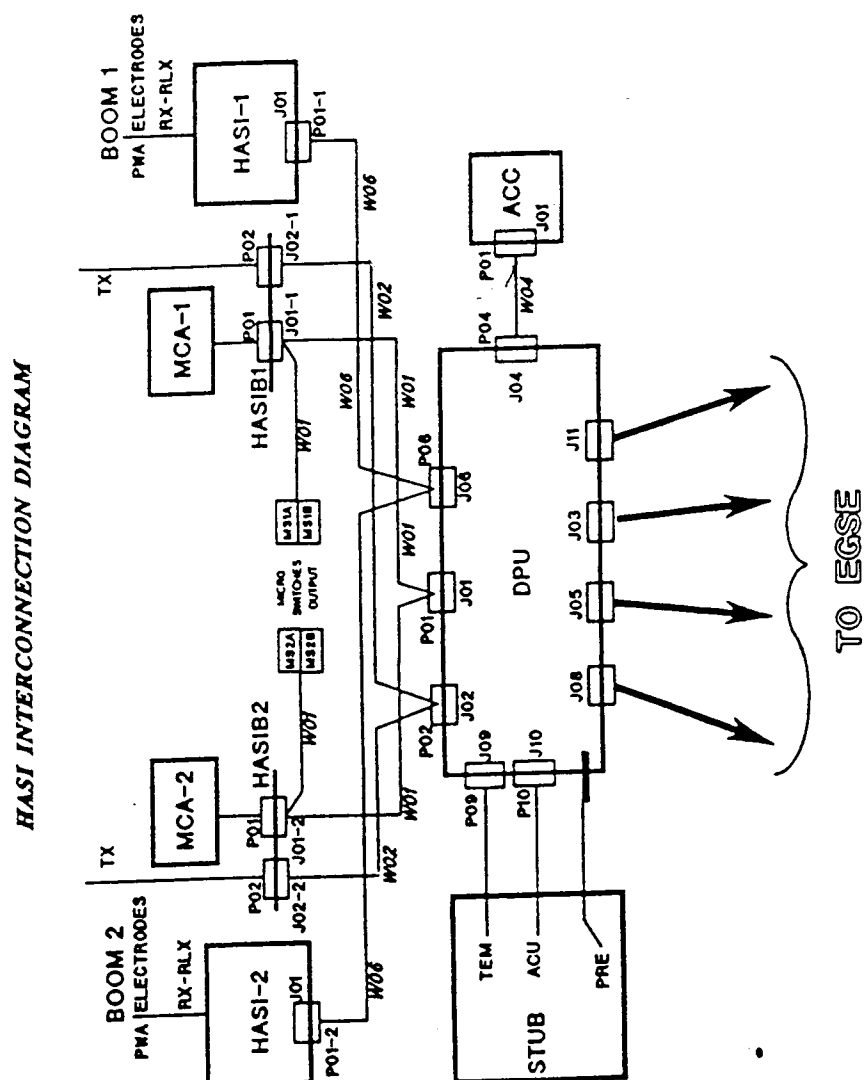 HASI INTERCONNECTION DIAGRAM
BOOM 1
PWA ELECTRODES
RX-RLX
HASI-1
J01
P01-1
W06
TX
P02
J02-1
W02
MCA-1
P01
J01-1
HASIB1
W01
W06
W01
MS1A
MS1B
MICRO
SWITCHES
OUTPUT
MS2A
MS2B
W01
HASIB2
MCA-2
P01
J01-2
W01
TX
P02
J02-2
W02
BOOM 2
PWA ELECTRODES
RX-RLX
HASI-2
J01
P01-2
W06
W01
P06
J06
P01
J01
P02
J02
DPU
P04
J04
W04
P01
J01
ACC
P09
J09
P10
J10
TEM
ACU
PRE
STUB
J08
J05
J03
J11
TO EGSE